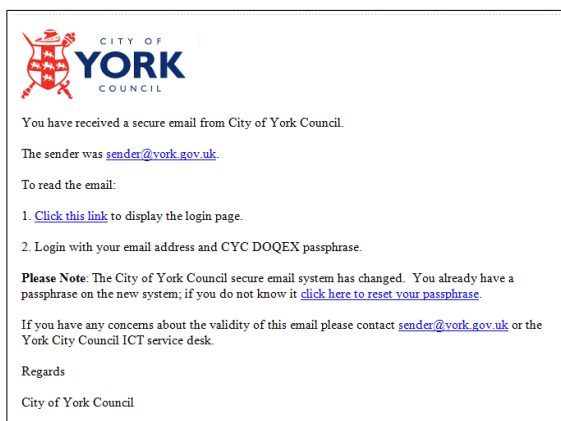 CITY OF
YORK
COUNCIL
You have received a secure email from City of York Council.
The sender was sender@york.gov.uk.
To read the email:
1. Click this link to display the login page.
2. Login with your email address and CYC DOQEX passphrase.
Please Note: The City of York Council secure email system has changed.  You already have a
passphrase on the new system; if you do not know it click here to reset your passphrase.
If you have any concerns about the validity of this email please contact sender@york.gov.uk or the
York City Council ICT service desk.
Regards
City of York Council